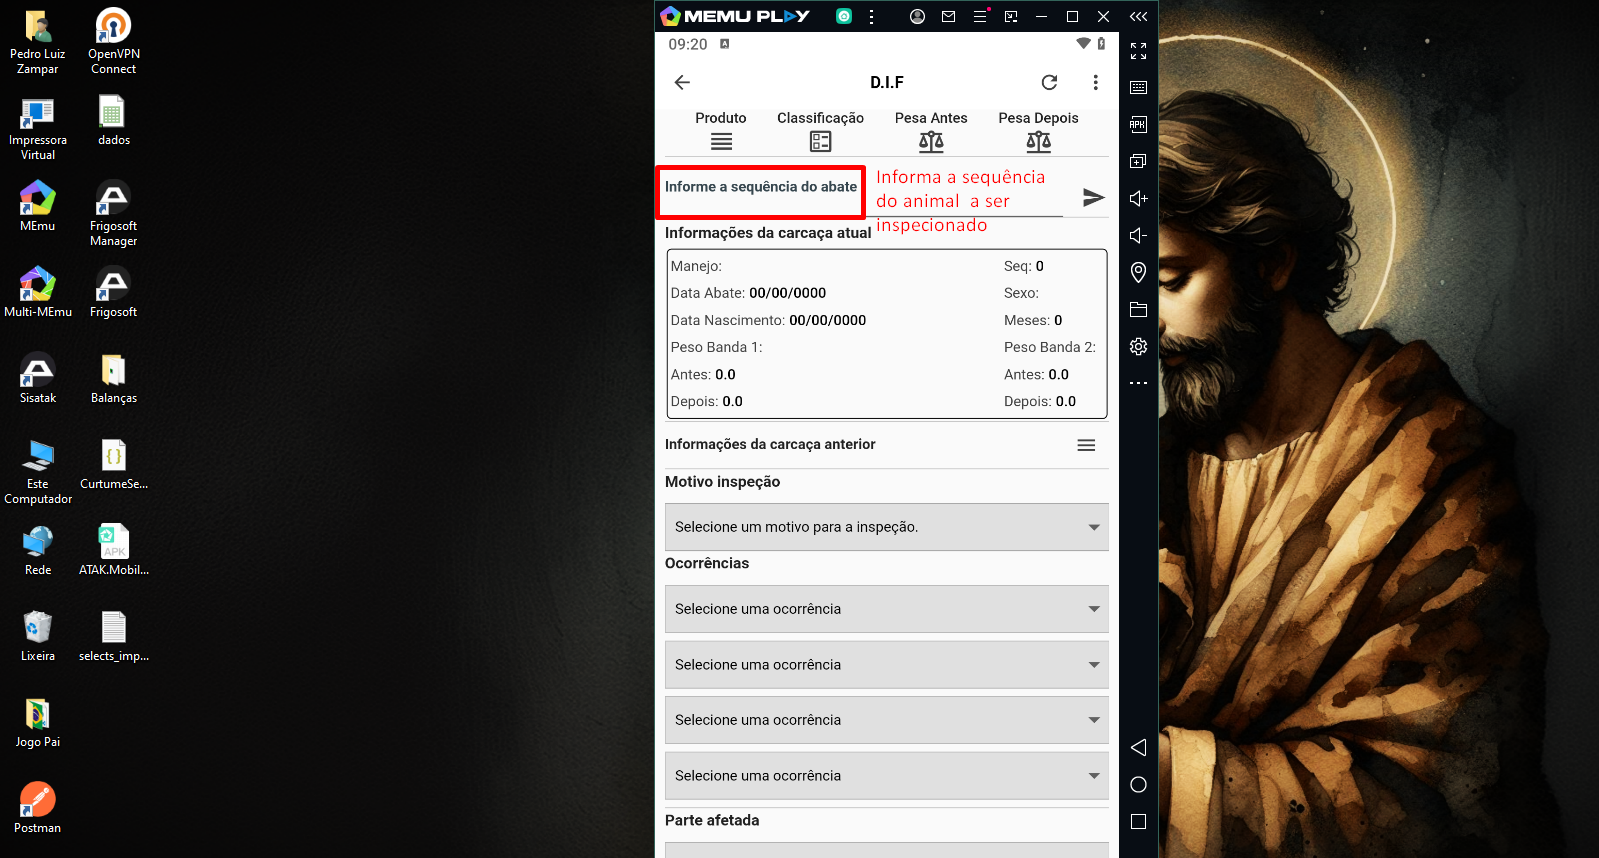 Pedro Luiz
Zampar
OpenVPN
Connect
Impressora
Virtual
dados
MEmu
Frigosoft
Manager
Multi-MEmu
Frigosoft
Sisatak
Balanças
Este
Computador
CurtumeSe...
Rede
APK
ATAK.Mobil...
Lixeira
selects_imp...
Jogo Pai
Postman
MEMU PLAY
09:20
D.I.F
Produto
Classificação
Pesa Antes
Pesa Depois
Informe a sequência do abate
Informa a sequência
do animal a ser
inspecionado
Informações da carcaça atual
Manejo:
Seq: 0
Data Abate: 00/00/0000
Sexo:
Data Nascimento: 00/00/0000
Meses: 0
Peso Banda 1:
Peso Banda 2:
Antes: 0.0
Antes: 0.0
Depois: 0.0
Depois: 0.0
Informações da carcaça anterior
Motivo inspeção
Selecione um motivo para a inspeção.
Ocorrências
Selecione uma ocorrência
Selecione uma ocorrência
Selecione uma ocorrência
Selecione uma ocorrência
Parte afetada
APK